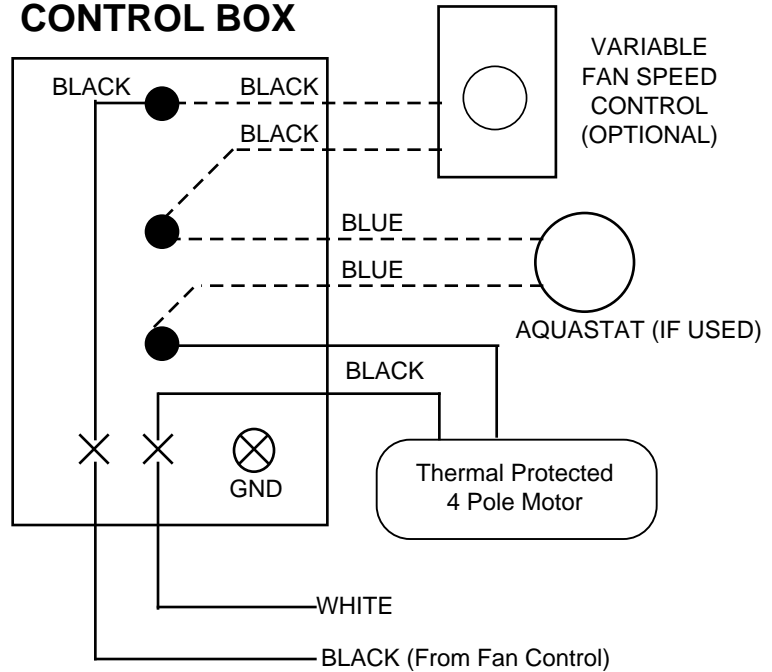 CONTROL BOX
BLACK
BLACK
BLACK
VARIABLE
FAN SPEED
CONTROL
(OPTIONAL)
BLUE
BLUE
AQUASTAT (IF USED)
BLACK
GND
Thermal Protected
4 Pole Motor
WHITE
BLACK (From Fan Control)